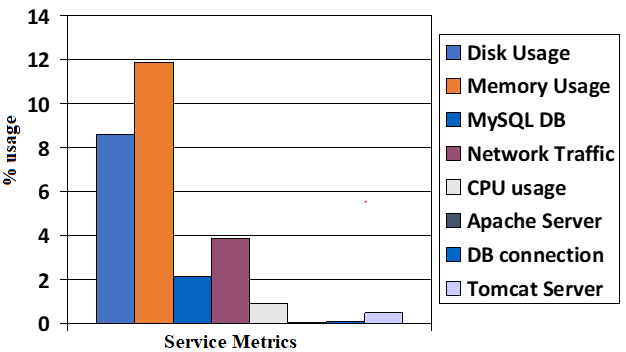 14
12
10
8
6
4
2
0
% usage
Service Metrics
Disk Usage
Memory Usage
MySQL DB
Network Traffic
CPU usage
Apache Server
DB connection
Tomcat Server